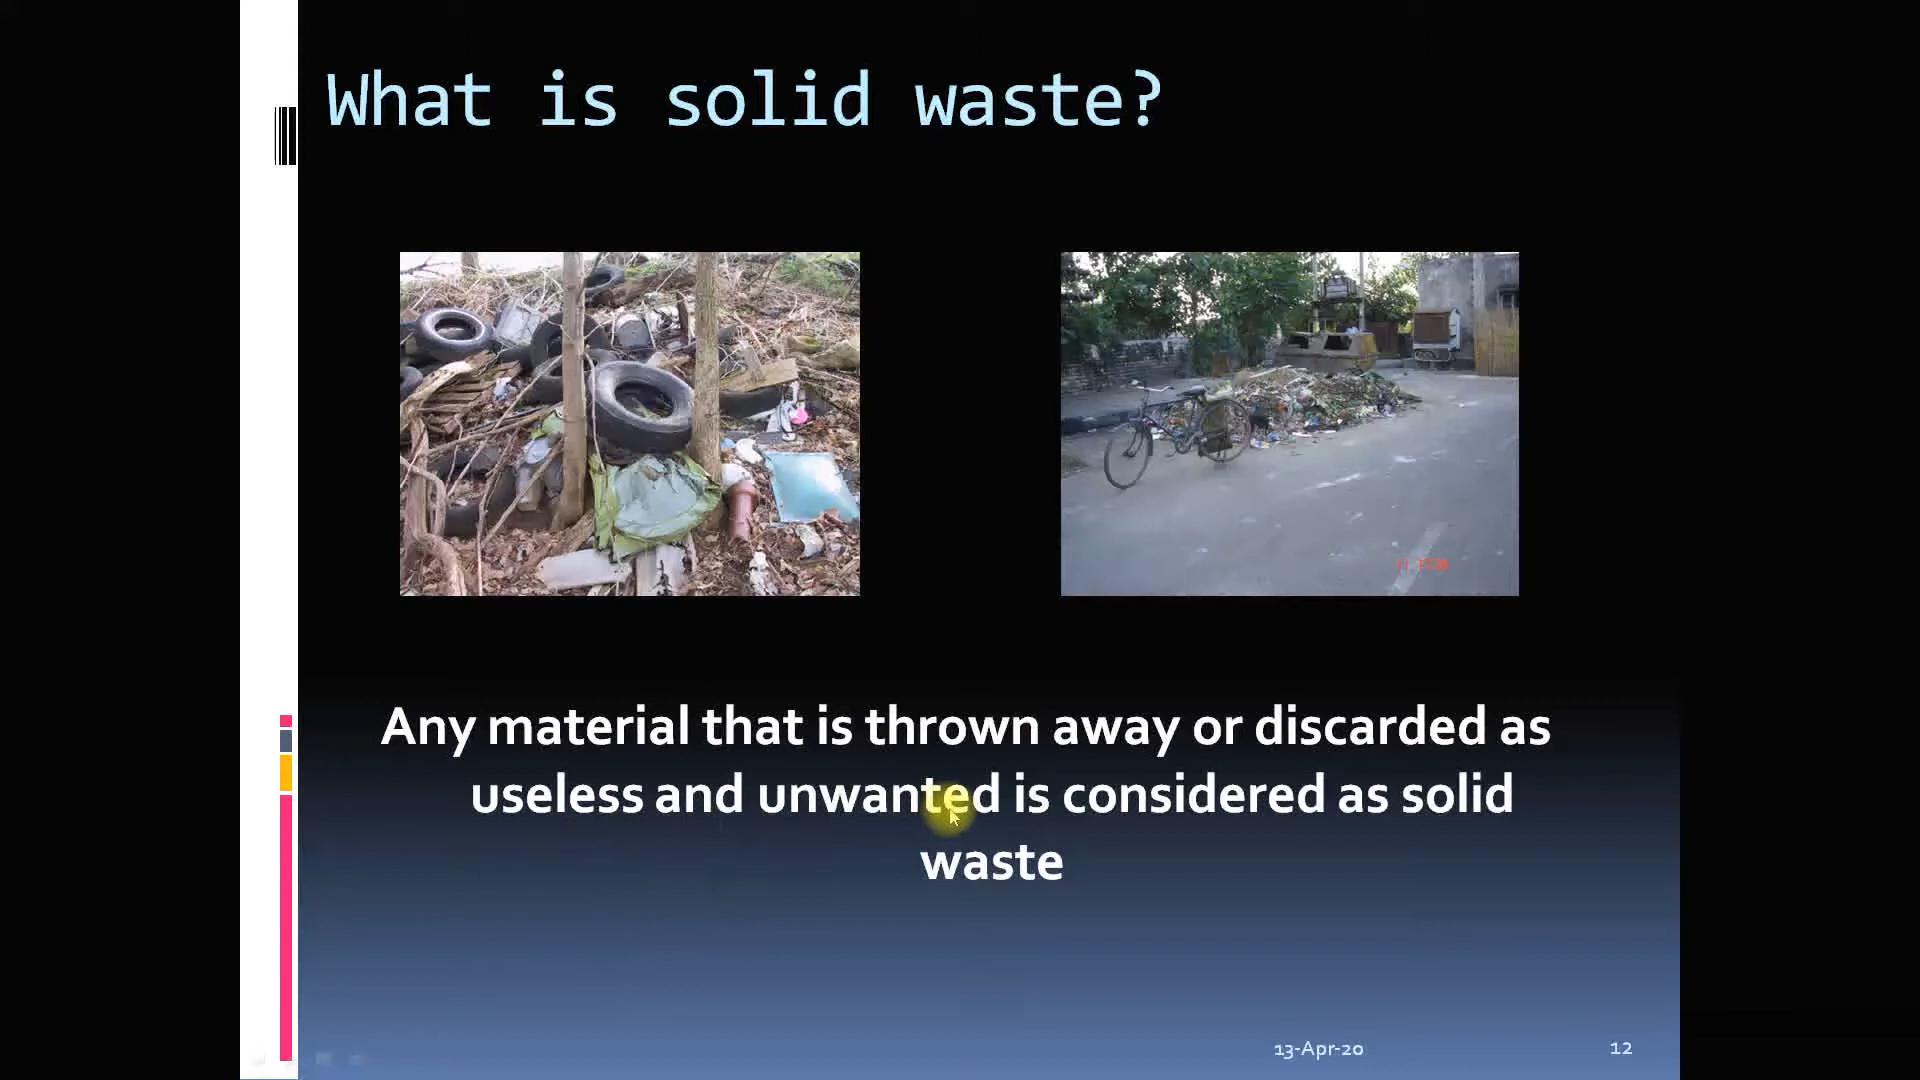 What is solid waste?
Any material that is thrown away or discarded as
useless and unwanted is considered as solid
waste
13-Apr-20
12